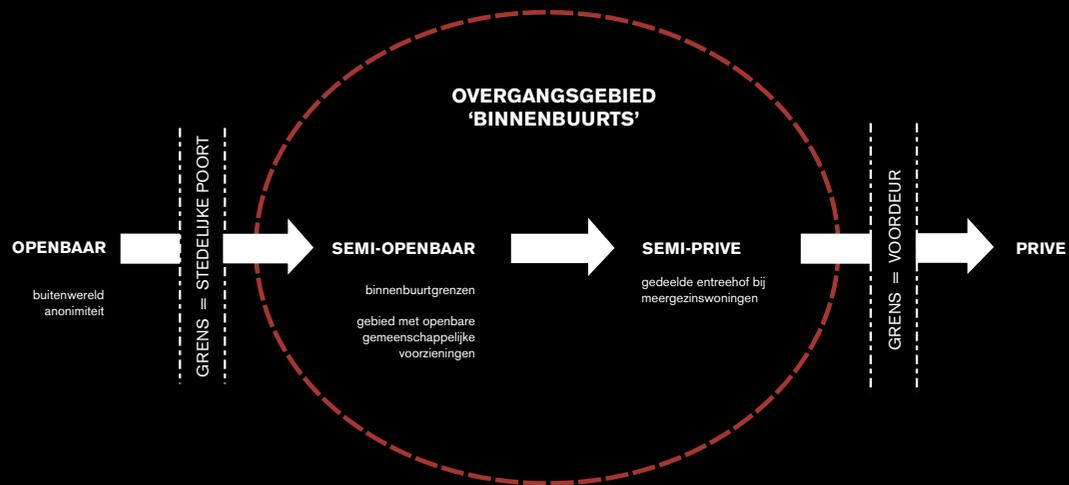 OVERGANGSGEBIED
‘BINNENBUURTS’
OPENBAAR
buitenwereld
anonimiteit
GRENS = STEDELIJKE POORT
SEMI-OPENBAAR
binnenbuurtgrenzen
gebied met openbare
gemeenschappelijke
voorzieningen
SEMI-PRIVE
gedeelde entreehof bij
meergezinswoningen
GRENS = VOORDEUR
PRIVE